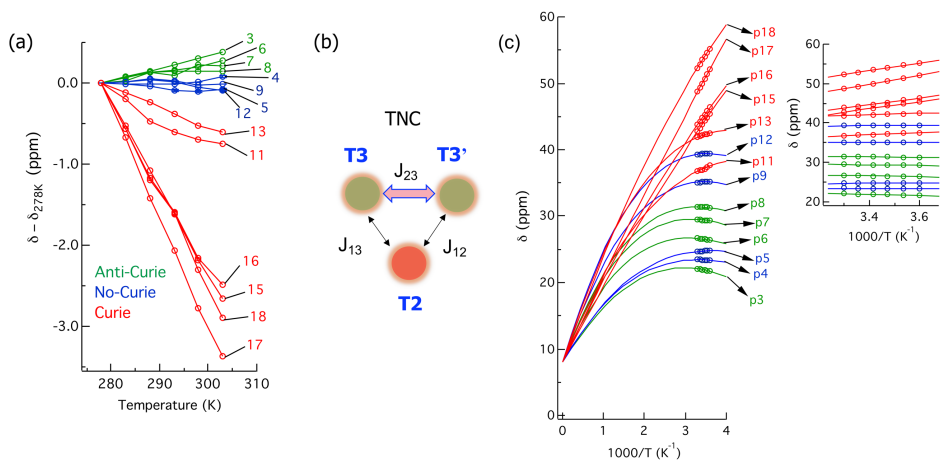 (a)
δ − δ278K (ppm)
0.0
-1.0
-2.0
-3.0
3
6
7
8
4
9
5
12
13
11
16
15
18
17
Anti-Curie
No-Curie
Curie
280
290
300
310
Temperature (K)
(b)
TNC
T3
T3’
J23
J13
J12
T2
(c)
δ (ppm)
60
50
40
30
20
10
0
p18
p17
p16
p15
p13
p12
p11
p9
p8
p7
p6
p5
p4
p3
0
1
2
3
4
1000/T (K-1)
δ (ppm)
60
50
40
30
20
3.4
3.6
1000/T (K-1)